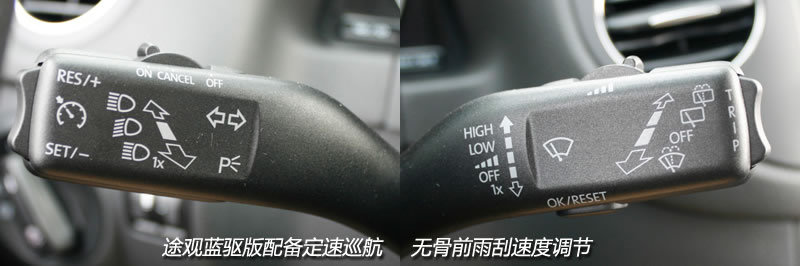 RES/+
ON CANCEL OFF
SET/-
1x
P
HIGH
LOW
OFF
1x
OFF
TRIP
OK/RESET
途观蓝驱版配备定速巡航
无骨前雨刮速度调节